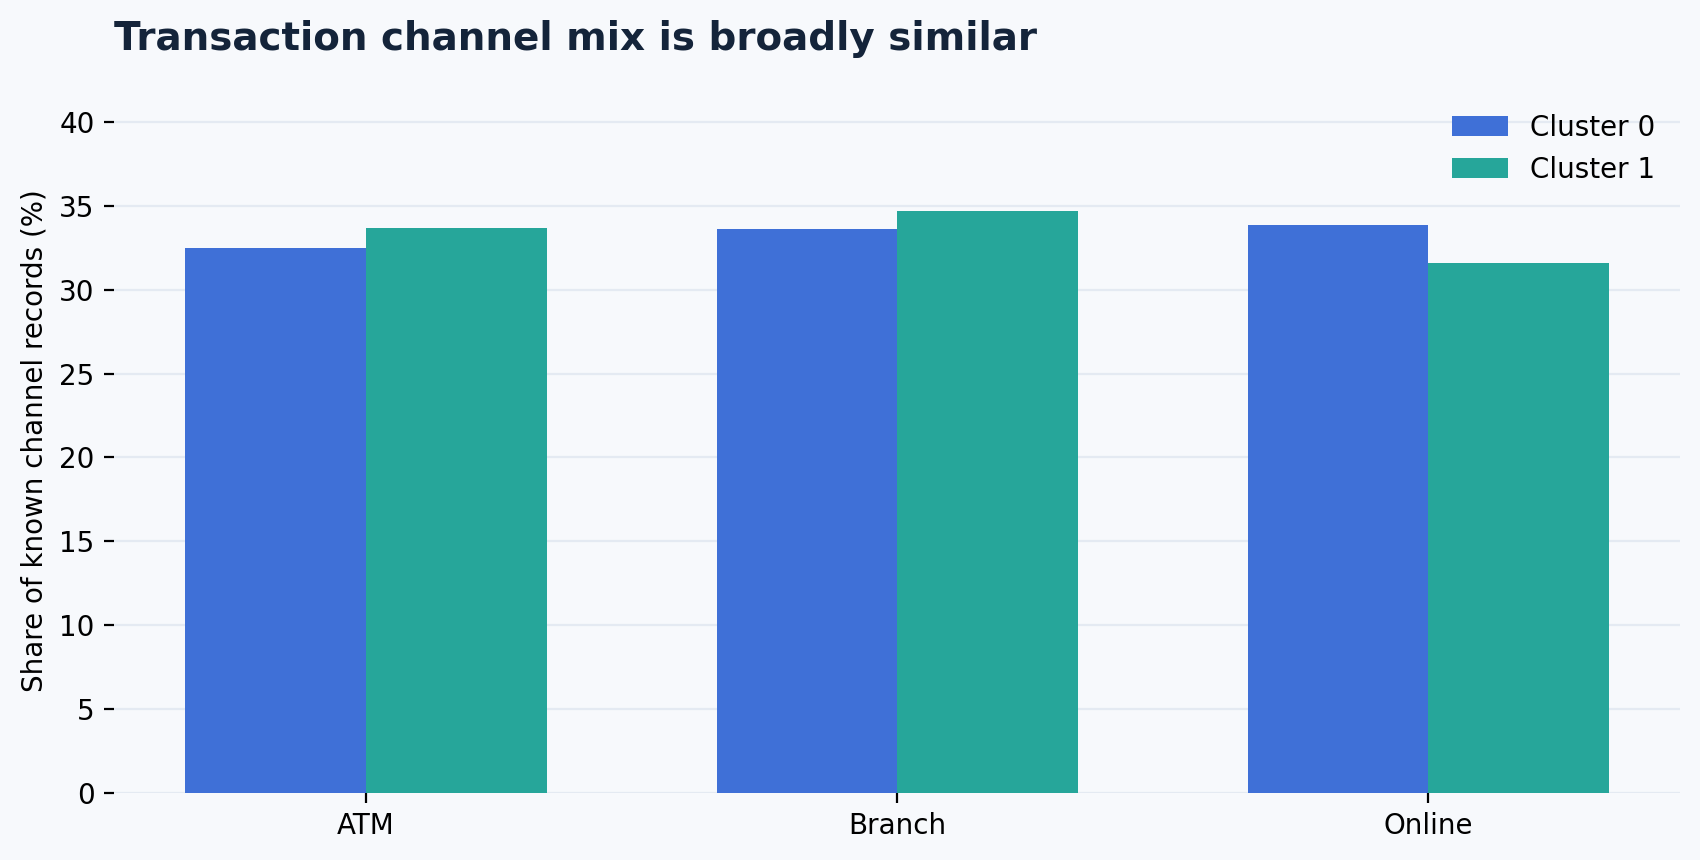 Transaction channel mix is broadly similar
Share of known channel records (%)
40
35
30
25
20
15
10
5
0
Cluster 0
Cluster 1
ATM
Branch
Online